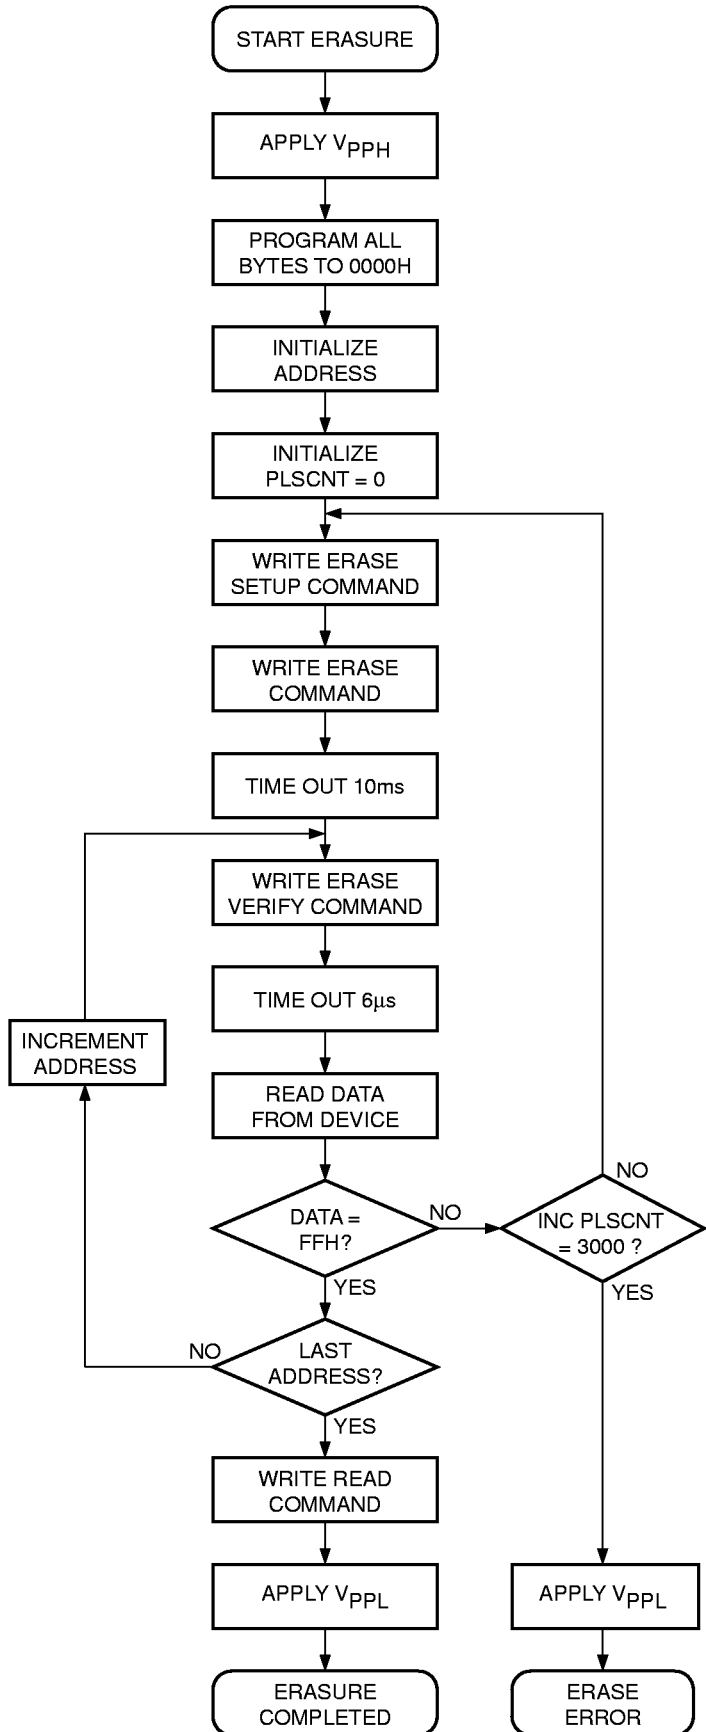 START ERASURE
APPLY VPPH
PROGRAM ALL
BYTES TO 0000H
INITIALIZE
ADDRESS
INITIALIZE
PLSCNT = 0
WRITE ERASE
SETUP COMMAND
WRITE ERASE
COMMAND
TIME OUT 10ms
WRITE ERASE
VERIFY COMMAND
TIME OUT 6μs
INCREMENT
ADDRESS
READ DATA
FROM DEVICE
DATA =
FFH?
NO
YES
INC PLSCNT
= 3000 ?
NO
YES
LAST
ADDRESS?
NO
YES
WRITE READ
COMMAND
APPLY VPPL
ERASURE
COMPLETED
APPLY VPPL
ERASE
ERROR